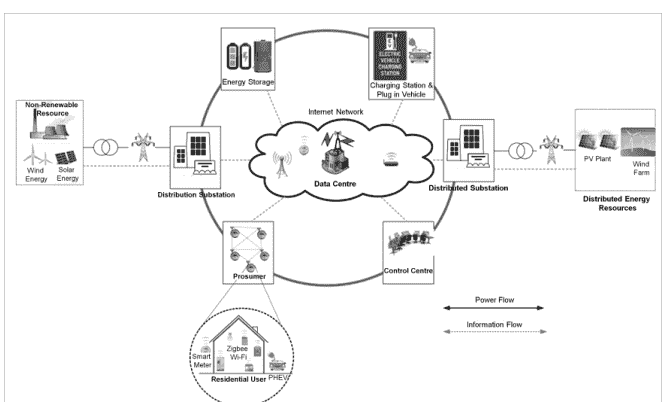 Energy Storage
ELECTRIC
VEHICLE
CHARGING
STATION
Charging Station &
Plug in Vehicle
Non-Renewable
Resource
Wind
Energy
Solar
Energy
Distribution Substation
Internet Network
Data Centre
Distributed Substation
PV Plant
Wind
Farm
Distributed Energy
Resources
Prosumer
Control Centre
Power Flow
Information Flow
Smart
Meter
Zigbee
Wi-Fi
PHEV
Residential User